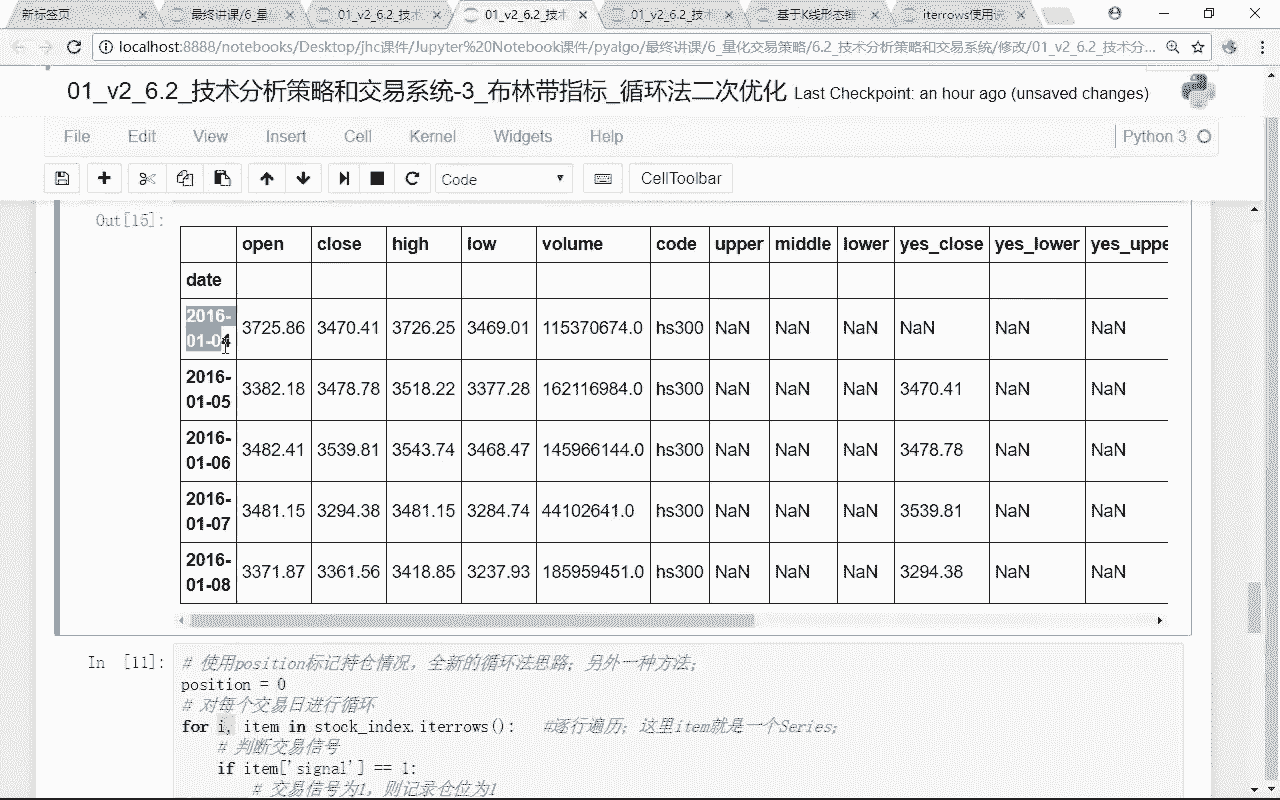 新标签页
最终讲课/6_量
01_v2_6.2_技术
01_v2_6.2_技术
01_v2_6.2_技术
基于K线形态
iterrows使用
localhost:8888/notebooks/Desktop/Jhc课件/Jupyter%20Notebook课件/pyalgo/最终讲课/6_量化交易策略/6.2_技术分析策略和交易系统/修改/01_v2_6.2_技术分...
01_v2_6.2_技术分析策略和交易系统-3_布林带指标_循环法二次优化 Last Checkpoint: an hour ago (unsaved changes)
File Edit View Insert Cell Kernel Widgets Help Python 3
Code CellToolbar
Out[15]:
open close high low volume code upper middle lower yes_close yes_lower yes_uppe
date
2016-01-04 3725.86 3470.41 3726.25 3469.01 115370674.0 hs300 NaN NaN NaN NaN NaN NaN
2016-01-05 3382.18 3478.78 3518.22 3377.28 162116984.0 hs300 NaN NaN NaN 3470.41 NaN NaN
2016-01-06 3482.41 3539.81 3543.74 3468.47 145966144.0 hs300 NaN NaN NaN 3478.78 NaN NaN
2016-01-07 3481.15 3294.38 3481.15 3284.74 44102641.0 hs300 NaN NaN NaN 3539.81 NaN NaN
2016-01-08 3371.87 3361.56 3418.85 3237.93 185959451.0 hs300 NaN NaN NaN 3294.38 NaN NaN
In [11]: # 使用position标记持仓情况，全新的循环法思路；另外一种方法；
position = 0
# 对每个交易日进行循环
for i, item in stock_index.iterrows(): #逐行遍历；这里item就是一个Series；
# 判断交易信号
if item['signal'] == 1:
# 交易信号为1，则记录仓位为1